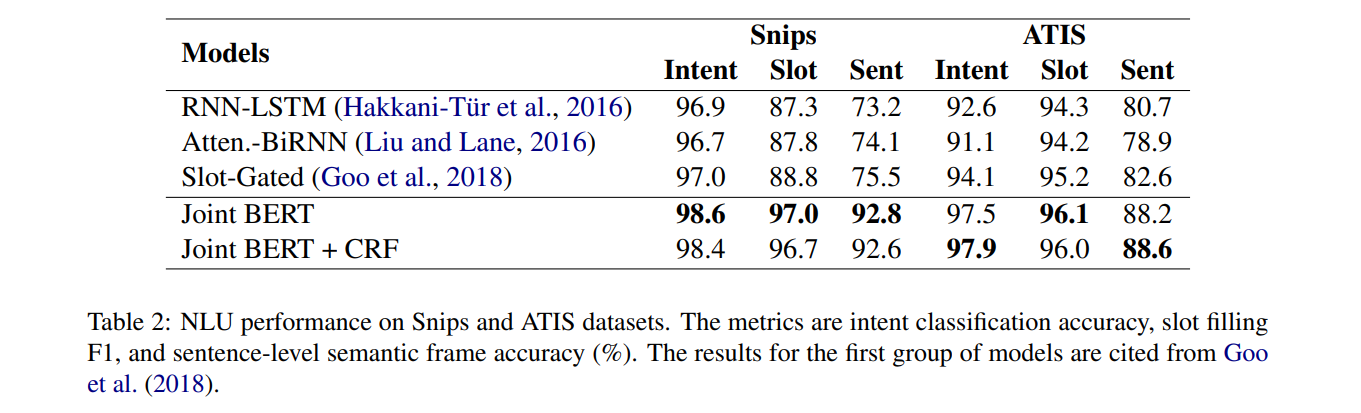 Models Snips ATIS
Intent Slot Sent Intent Slot Sent
RNN-LSTM (Hakkani-Tür et al., 2016) 96.9 87.3 73.2 92.6 94.3 80.7
Atten.-BiRNN (Liu and Lane, 2016) 96.7 87.8 74.1 91.1 94.2 78.9
Slot-Gated (Goo et al., 2018) 97.0 88.8 75.5 94.1 95.2 82.6
Joint BERT 98.6 97.0 92.8 97.5 96.1 88.2
Joint BERT + CRF 98.4 96.7 92.6 97.9 96.0 88.6
Table 2: NLU performance on Snips and ATIS datasets. The metrics are intent classification accuracy, slot filling
F1, and sentence-level semantic frame accuracy (%). The results for the first group of models are cited from Goo
et al. (2018).